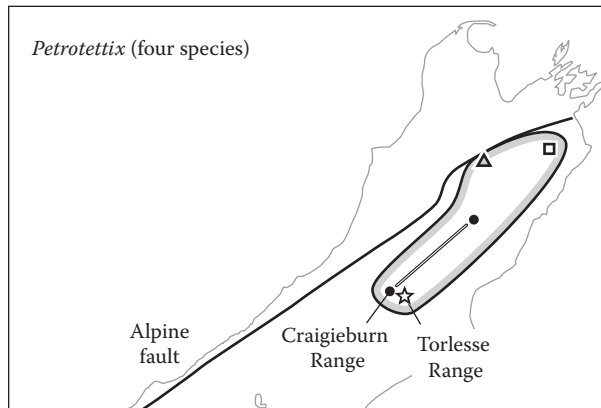 Petrotettix (four species)
Alpine
fault
Craigieburn
Range
Torlesse
Range